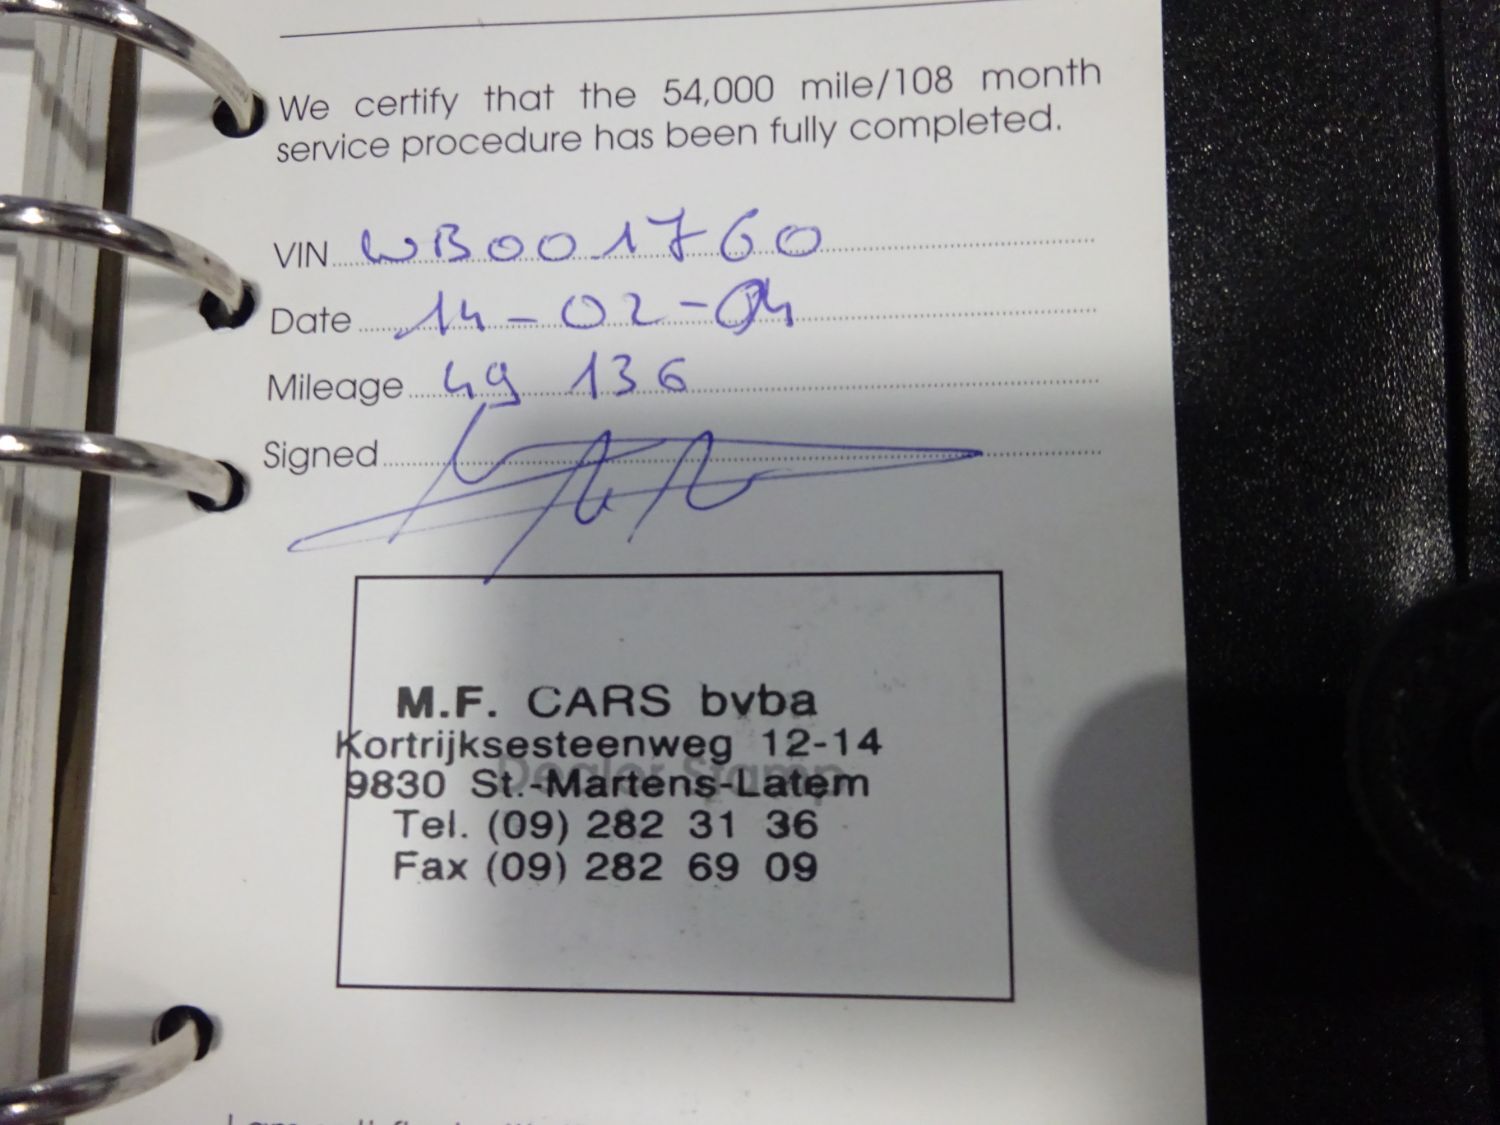 We certify that the 54,000 mile/108 month
service procedure has been fully completed.
VIN WB001760
Date 14-02-04
Mileage 49 136
Signed
M.F. CARS bvba
Kortrijksesteenweg 12-14
Dealer Stamp
9830 St.-Martens-Latem
Tel. (09) 282 31 36
Fax (09) 282 69 09